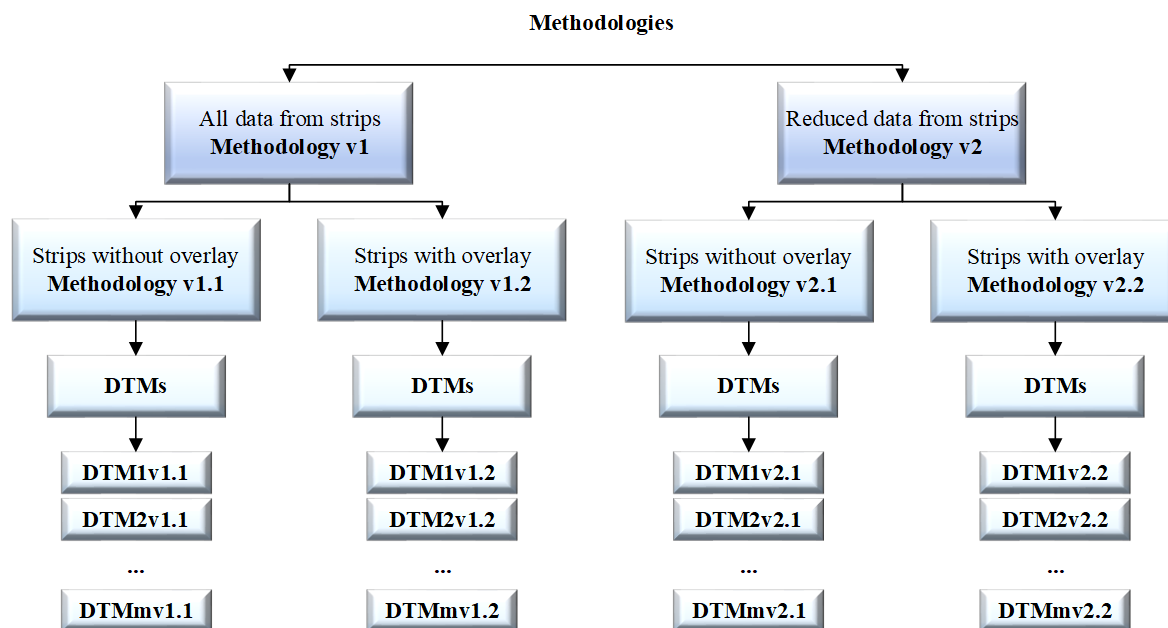 Methodologies
All data from strips
Methodology v1
Reduced data from strips
Methodology v2
Strips without overlay
Methodology v1.1
Strips with overlay
Methodology v1.2
Strips without overlay
Methodology v2.1
Strips with overlay
Methodology v2.2
DTMs
DTMs
DTMs
DTMs
DTM1v1.1
DTM1v1.2
DTM1v2.1
DTM1v2.2
DTM2v1.1
DTM2v1.2
DTM2v2.1
DTM2v2.2
...
...
...
...
DTMmv1.1
DTMmv1.2
DTMmv2.1
DTMmv2.2